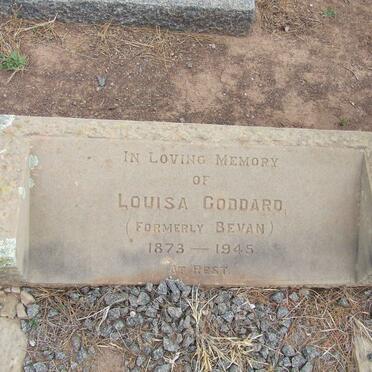 IN LOVING MEMORY
OF
LOUISA GODDARD,
(FORMERLY BEVAN)
1873 — 1945
AT REST